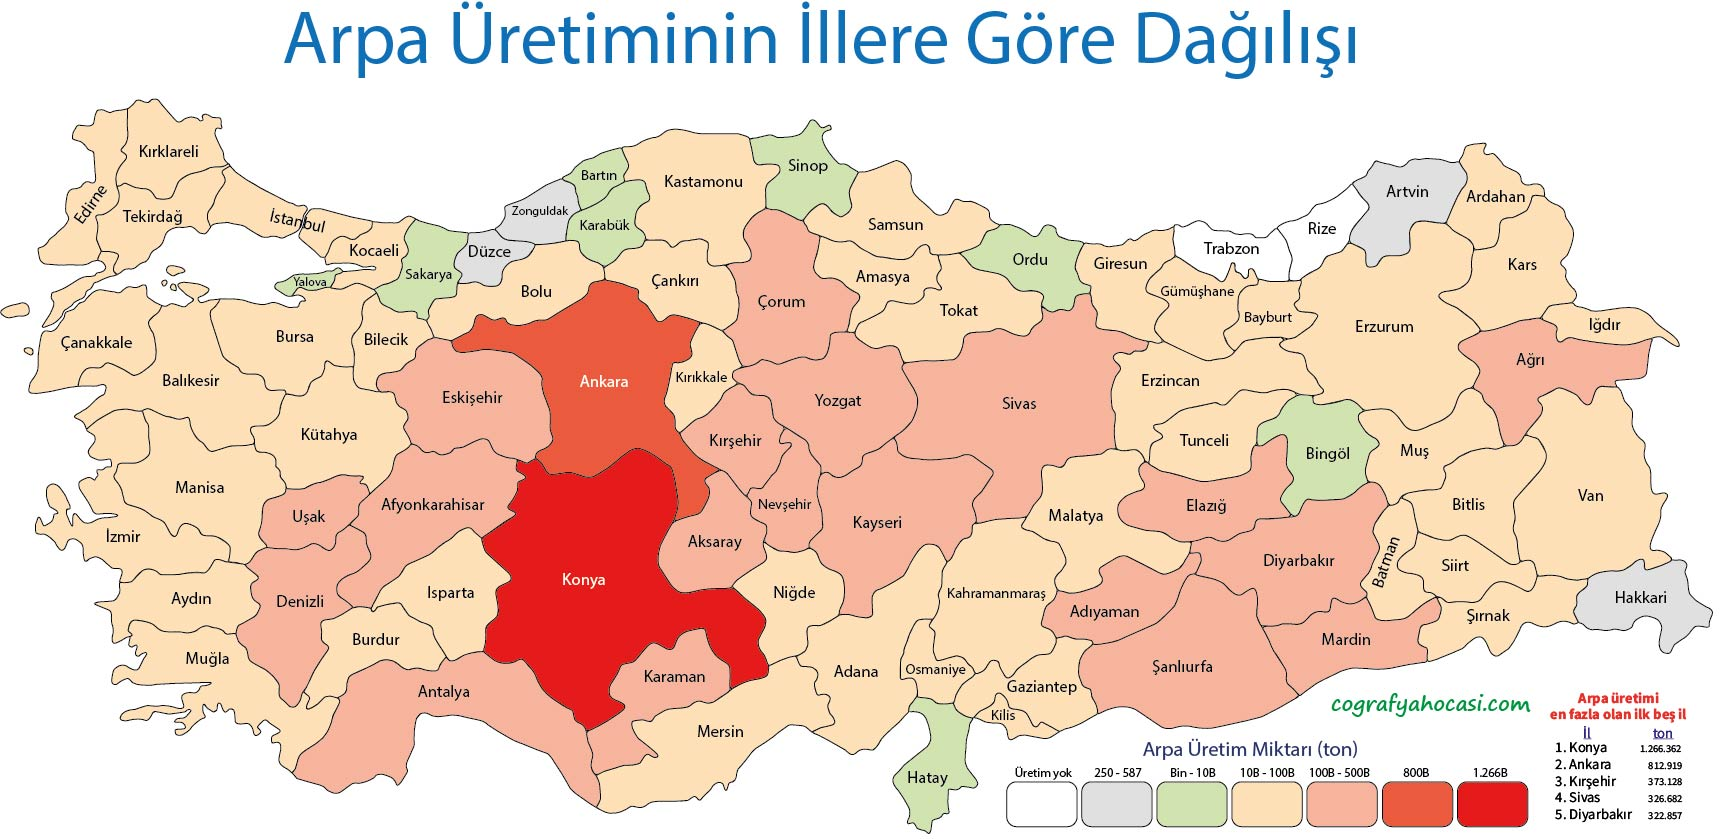 Arpa Üretiminin İllere Göre Dağılışı
Kırklareli
Edirne
Tekirdağ
İstanbul
Kocaeli
Yalova
Sakarya
Düzce
Zonguldak
Bartın
Karabük
Kastamonu
Sinop
Samsun
Ordu
Giresun
Trabzon
Rize
Artvin
Ardahan
Kars
Iğdır
Ağrı
Erzurum
Bayburt
Gümüşhane
Tokat
Amasya
Çorum
Çankırı
Bolu
Bilecik
Bursa
Çanakkale
Balıkesir
Kütahya
Eskişehir
Ankara
Kırıkkale
Kırşehir
Yozgat
Sivas
Erzincan
Tunceli
Bingöl
Muş
Bitlis
Van
Manisa
Uşak
Afyonkarahisar
İzmir
Aydın
Denizli
Isparta
Burdur
Muğla
Antalya
Konya
Aksaray
Nevşehir
Kayseri
Niğde
Karaman
Mersin
Adana
Osmaniye
Kahramanmaraş
Malatya
Elazığ
Diyarbakır
Batman
Siirt
Şırnak
Hakkari
Mardin
Şanlıurfa
Adıyaman
Gaziantep
Kilis
Hatay
cografyahocasi.com
Arpa Üretim Miktarı (ton)
Üretim yok 250 - 587 Bin - 10B 10B - 100B 100B - 500B 800B 1.266B
Arpa üretimi
en fazla olan ilk beş il
İl ton
1. Konya 1.266.362
2. Ankara 812.919
3. Kırşehir 373.128
4. Sivas 326.682
5. Diyarbakır 322.857